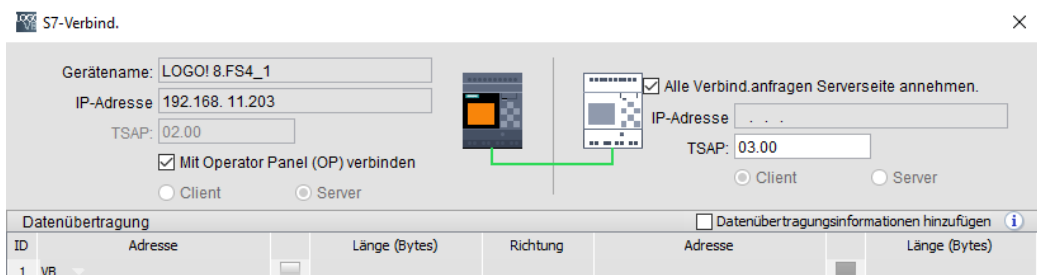 S7-Verbind.
Gerätename: LOGO! 8.FS4_1
IP-Adresse 192.168. 11.203
TSAP: 02.00
Mit Operator Panel (OP) verbinden
Client Server
Alle Verbind.anfragen Serverseite annehmen.
IP-Adresse . . .
TSAP: 03.00
Client Server
Datenübertragung Datenübertragungsinformationen hinzufügen i
ID Adresse Länge (Bytes) Richtung Adresse Länge (Bytes)
1 VB